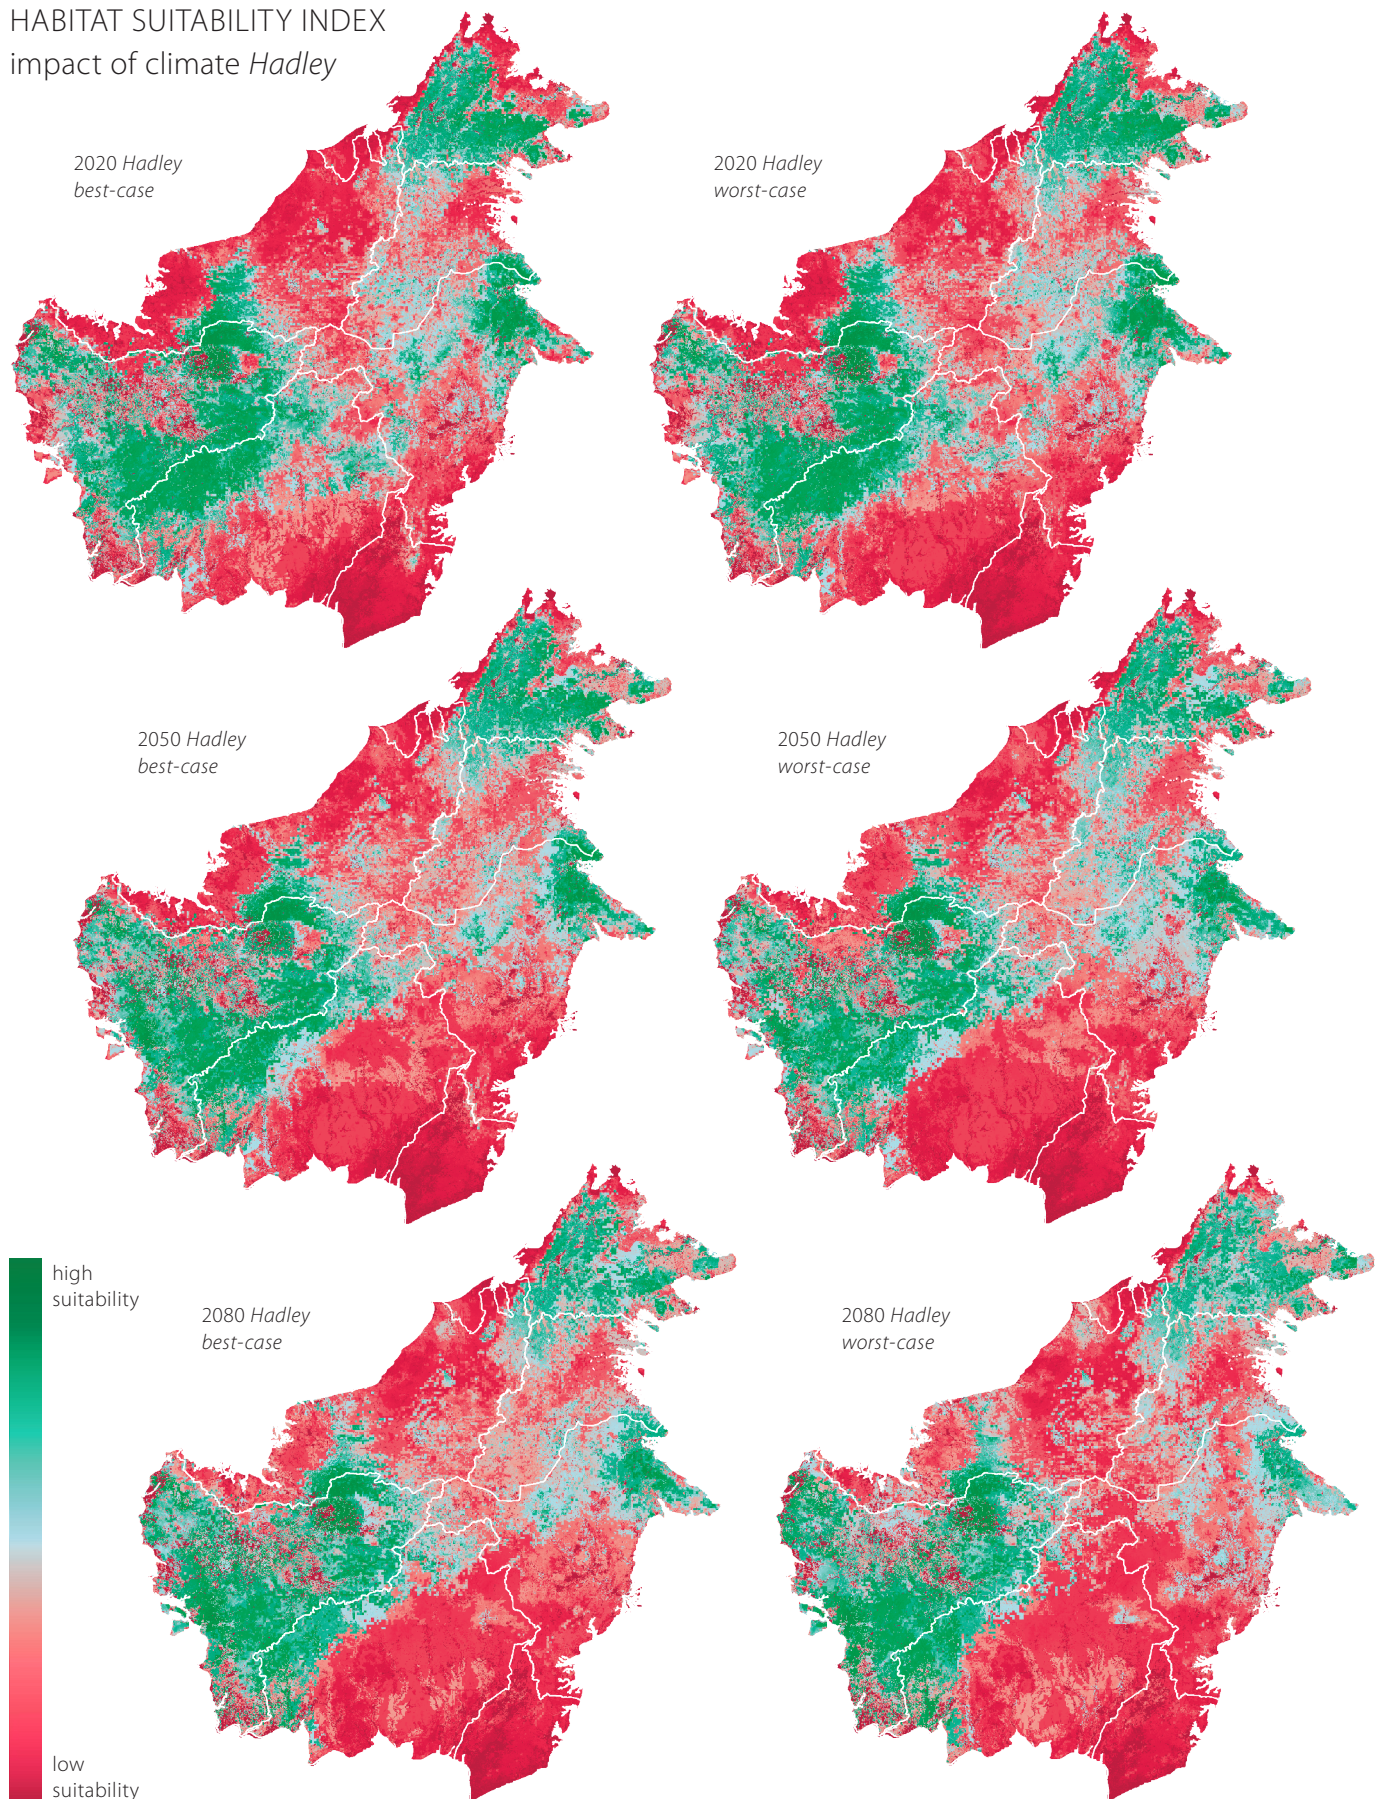 HABITAT SUITABILITY INDEX
impact of climate Hadley
2020 Hadley
best-case
2020 Hadley
worst-case
2050 Hadley
best-case
2050 Hadley
worst-case
high
suitability
2080 Hadley
best-case
2080 Hadley
worst-case
low
suitability